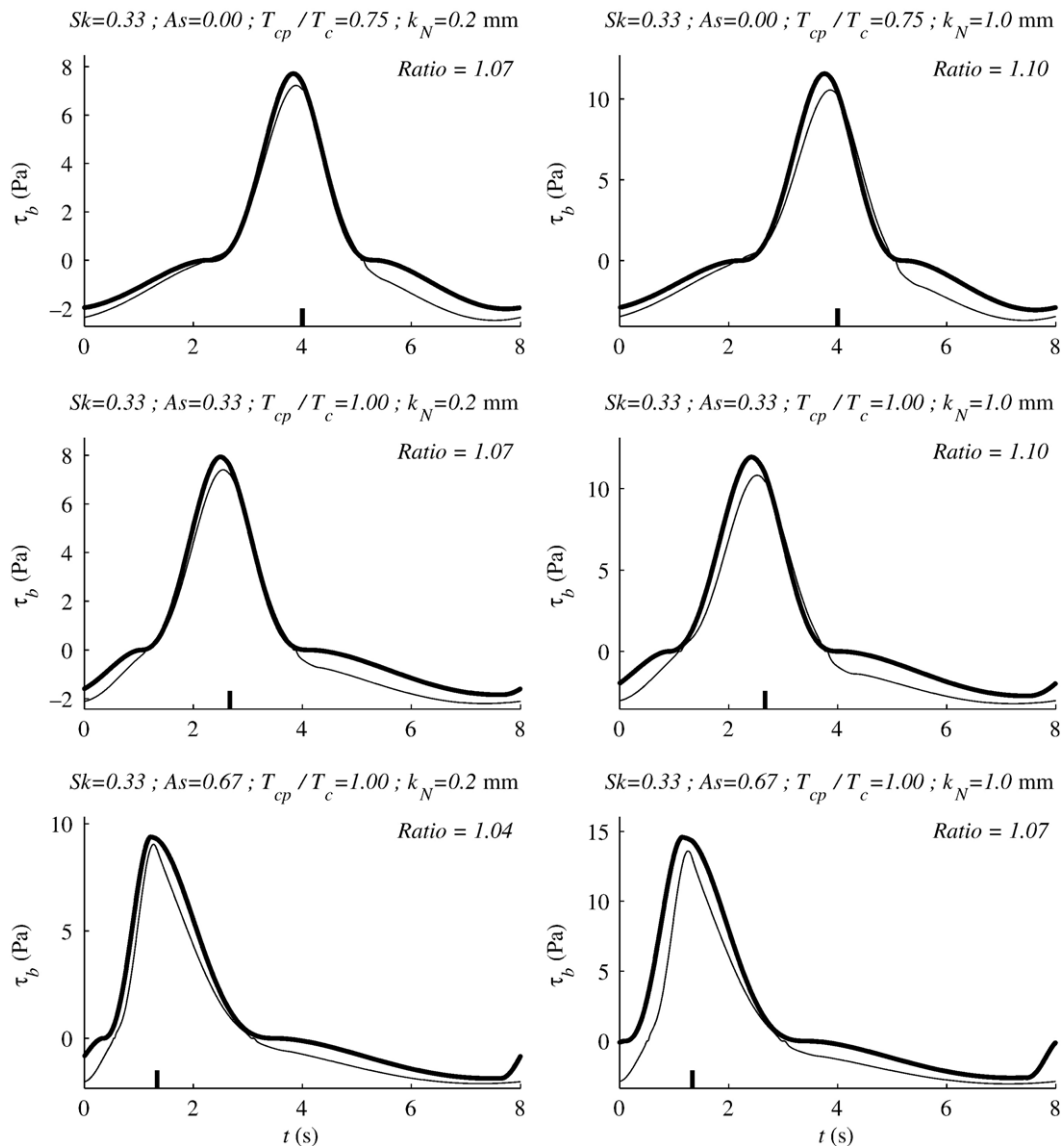 Sk=0.33 ; As=0.00 ; T_cp / T_c=0.75 ; k_N=0.2 mm
Ratio = 1.07
8
6
4
2
0
−2
τ_b (Pa)
0 2 4 6 8
Sk=0.33 ; As=0.00 ; T_cp / T_c=0.75 ; k_N=1.0 mm
Ratio = 1.10
10
5
0
τ_b (Pa)
0 2 4 6 8
Sk=0.33 ; As=0.33 ; T_cp / T_c=1.00 ; k_N=0.2 mm
Ratio = 1.07
8
6
4
2
0
−2
τ_b (Pa)
0 2 4 6 8
Sk=0.33 ; As=0.33 ; T_cp / T_c=1.00 ; k_N=1.0 mm
Ratio = 1.10
10
5
0
τ_b (Pa)
0 2 4 6 8
Sk=0.33 ; As=0.67 ; T_cp / T_c=1.00 ; k_N=0.2 mm
Ratio = 1.04
10
5
0
τ_b (Pa)
0 2 4 6 8
t (s)
Sk=0.33 ; As=0.67 ; T_cp / T_c=1.00 ; k_N=1.0 mm
Ratio = 1.07
15
10
5
0
τ_b (Pa)
0 2 4 6 8
t (s)